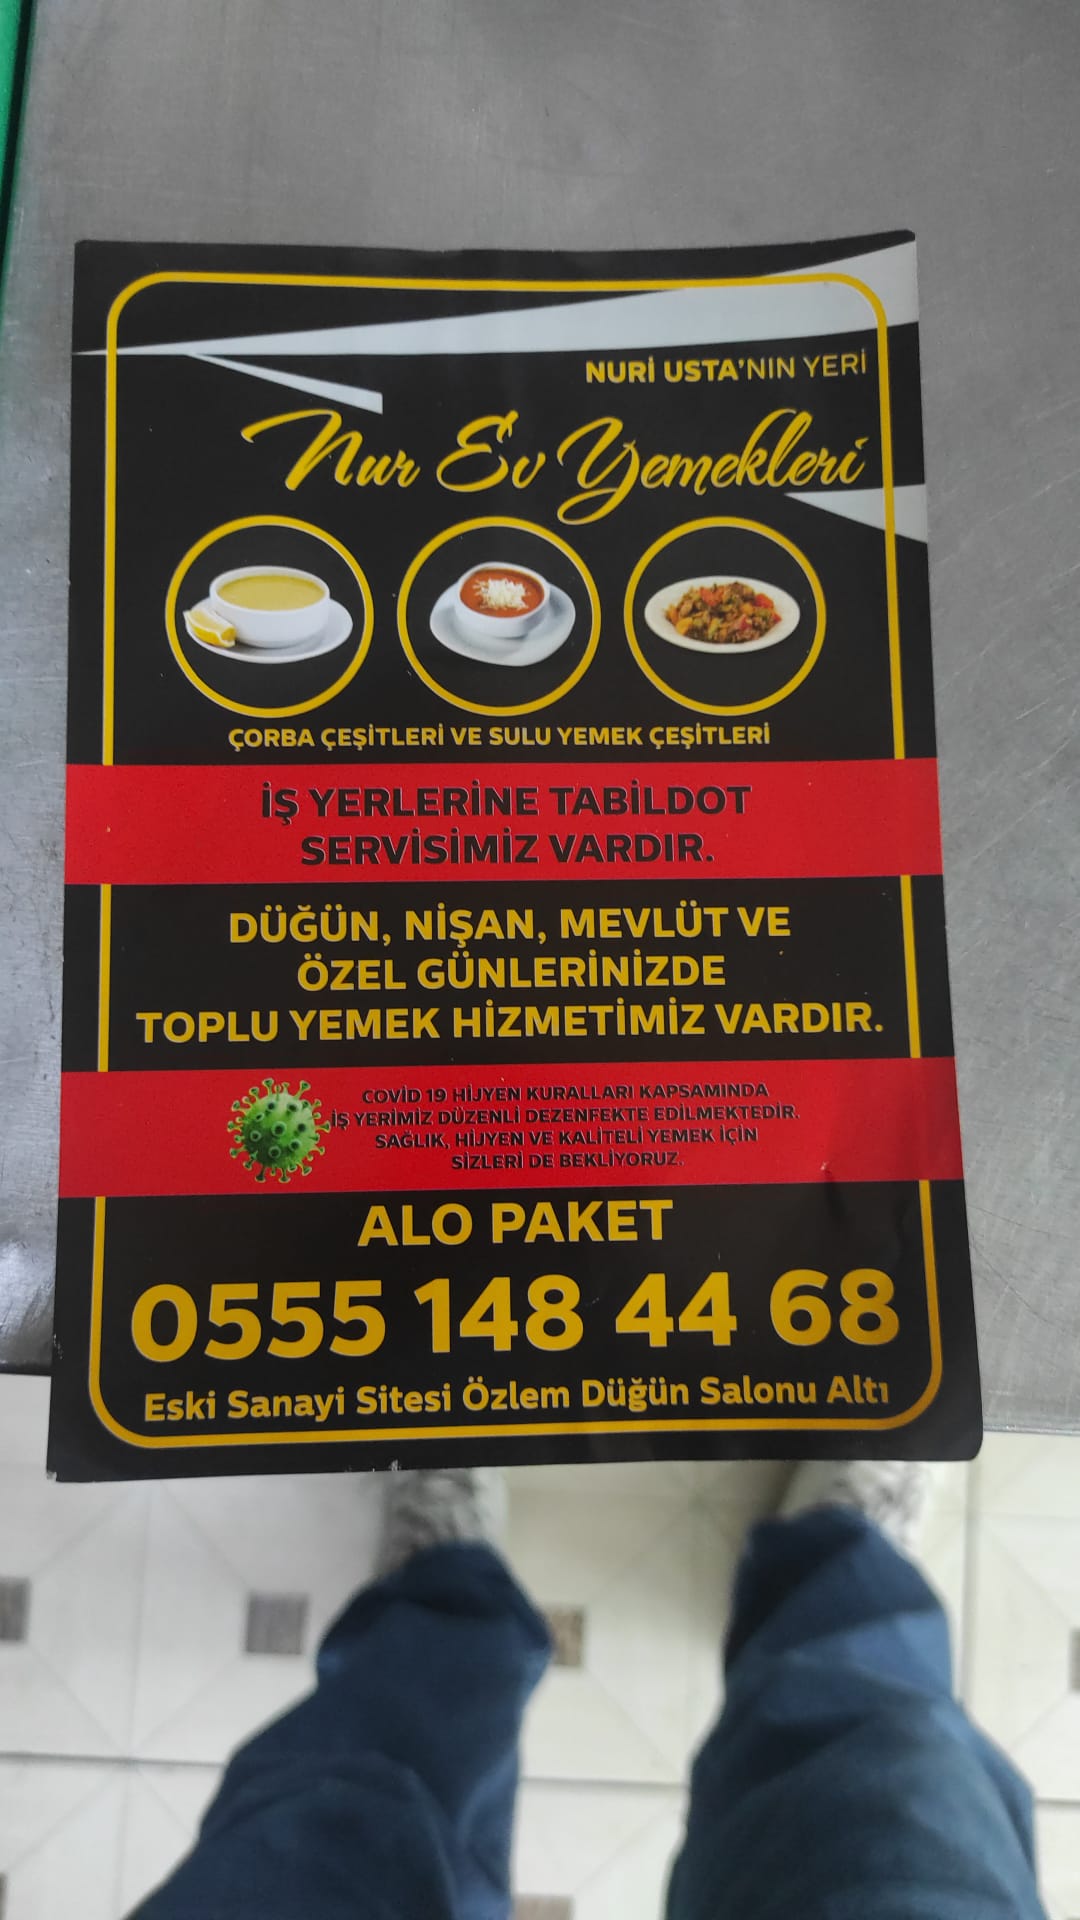 NURİ USTA'NIN YERİ
Nur Ev Yemekleri
ÇORBA ÇEŞİTLERİ VE SULU YEMEK ÇEŞİTLERİ
İŞ YERLERİNE TABİLDOT
SERVİSİMİZ VARDIR.
DÜĞÜN, NİŞAN, MEVLÜT VE
ÖZEL GÜNLERİNİZDE
TOPLU YEMEK HİZMETİMİZ VARDIR.
COVİD 19 HİJYEN KURALLARI KAPSAMINDA
İŞ YERİMİZ DÜZENLİ DEZENFEKTE EDİLMEKTEDİR.
SAĞLIK, HİJYEN VE KALİTELİ YEMEK İÇİN
SİZLERİ DE BEKLİYORUZ.
ALO PAKET
0555 148 44 68
Eski Sanayi Sitesi Özlem Düğün Salonu Altı